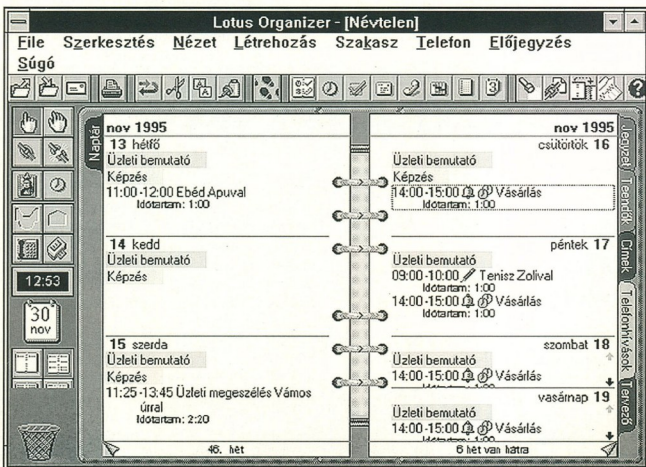 Lotus Organizer - [Névtelen]
File Szerkesztés Nézet Létrehozás Szakasz Telefon Előjegyzés
Súgó
12:53
30
nov
Naptár
nov 1995
13 hétfő
Üzleti bemutató
Képzés
11:00-12:00 Ebéd Apuval
Időtartam: 1:00
14 kedd
Üzleti bemutató
Képzés
15 szerda
Üzleti bemutató
Képzés
11:25-13:45 Üzleti megeszélés Vámos
úrral
Időtartam: 2:20
46. hét
nov 1995
csütörtök 16
Üzleti bemutató
Képzés
14:00-15:00 Vásárlás
Időtartam: 1:00
péntek 17
Üzleti bemutató
09:00-10:00 Tenisz Zolival
Időtartam: 1:00
14:00-15:00 Vásárlás
Időtartam: 1:00
szombat 18
Üzleti bemutató
14:00-15:00 Vásárlás
Időtartam: 1:00
vasárnap 19
Üzleti bemutató
14:00-15:00 Vásárlás
Időtartam: 1:00
6 hét van hátra
Jegyzet
Teendők
Címek
Telefonhívások
Tervező